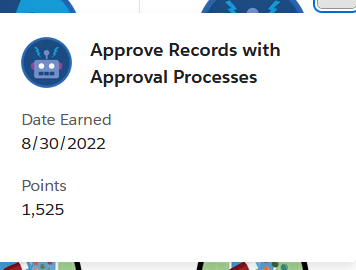 Approve Records with
Approval Processes
Date Earned
8/30/2022
Points
1,525